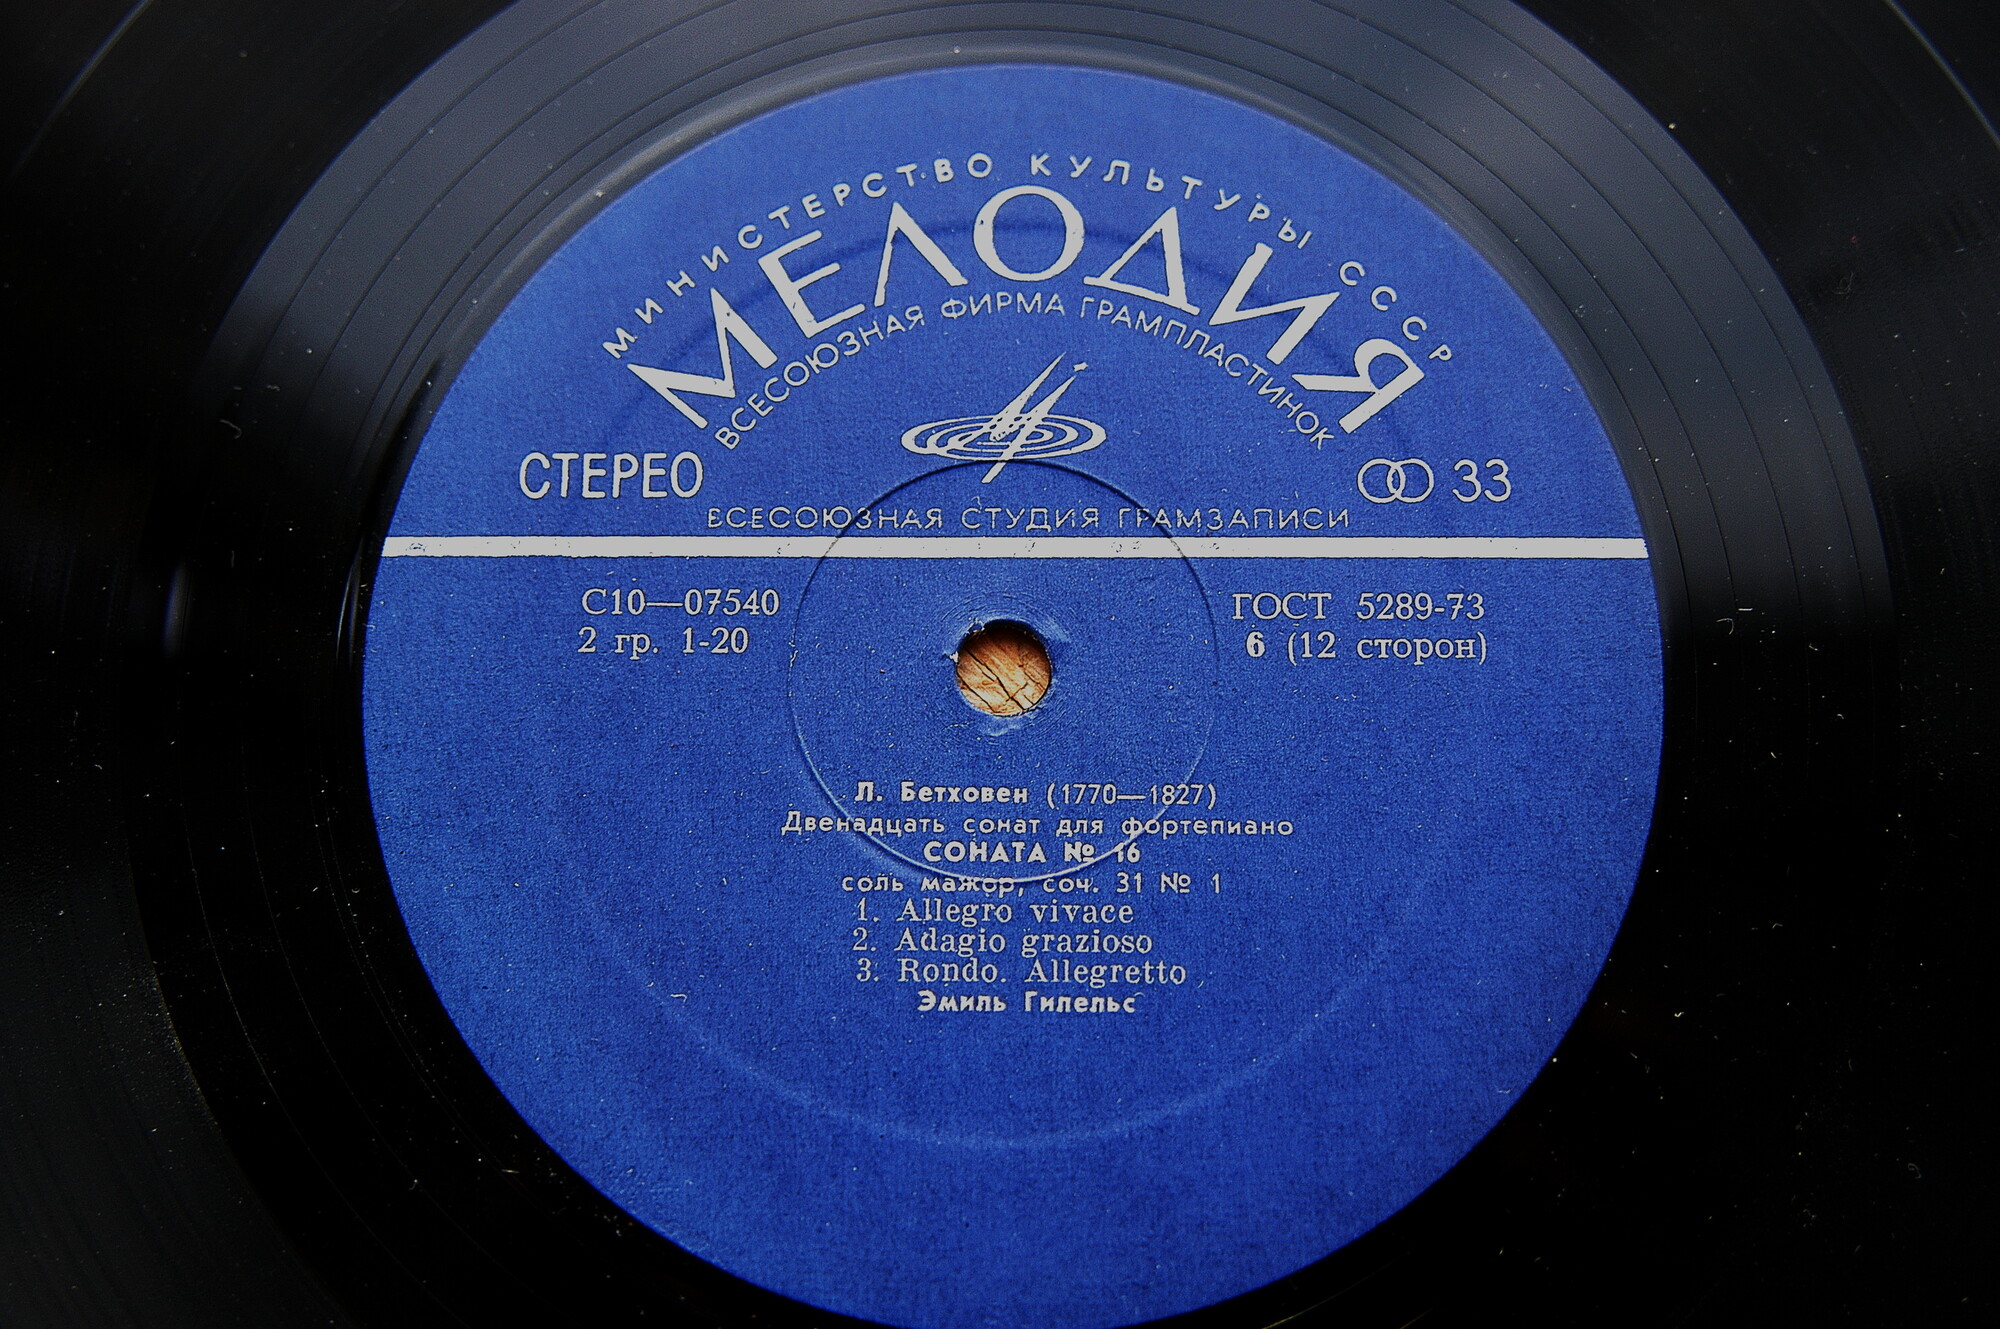 МИНИСТЕРСТВО КУЛЬТУРЫ СССР
МЕЛОДИЯ
ВСЕСОЮЗНАЯ ФИРМА ГРАМПЛАСТИНОК
СТЕРЕО
33
ВСЕСОЮЗНАЯ СТУДИЯ ГРАМЗАПИСИ
С10—07540
ГОСТ 5289-73
2 гр. 1-20
6 (12 сторон)
Л. Бетховен (1770—1827)
Двенадцать сонат для фортепиано
СОНАТА № 16
соль мажор, соч. 31 № 1
1. Allegro vivace
2. Adagio grazioso
3. Rondo. Allegretto
Эмиль Гилельс